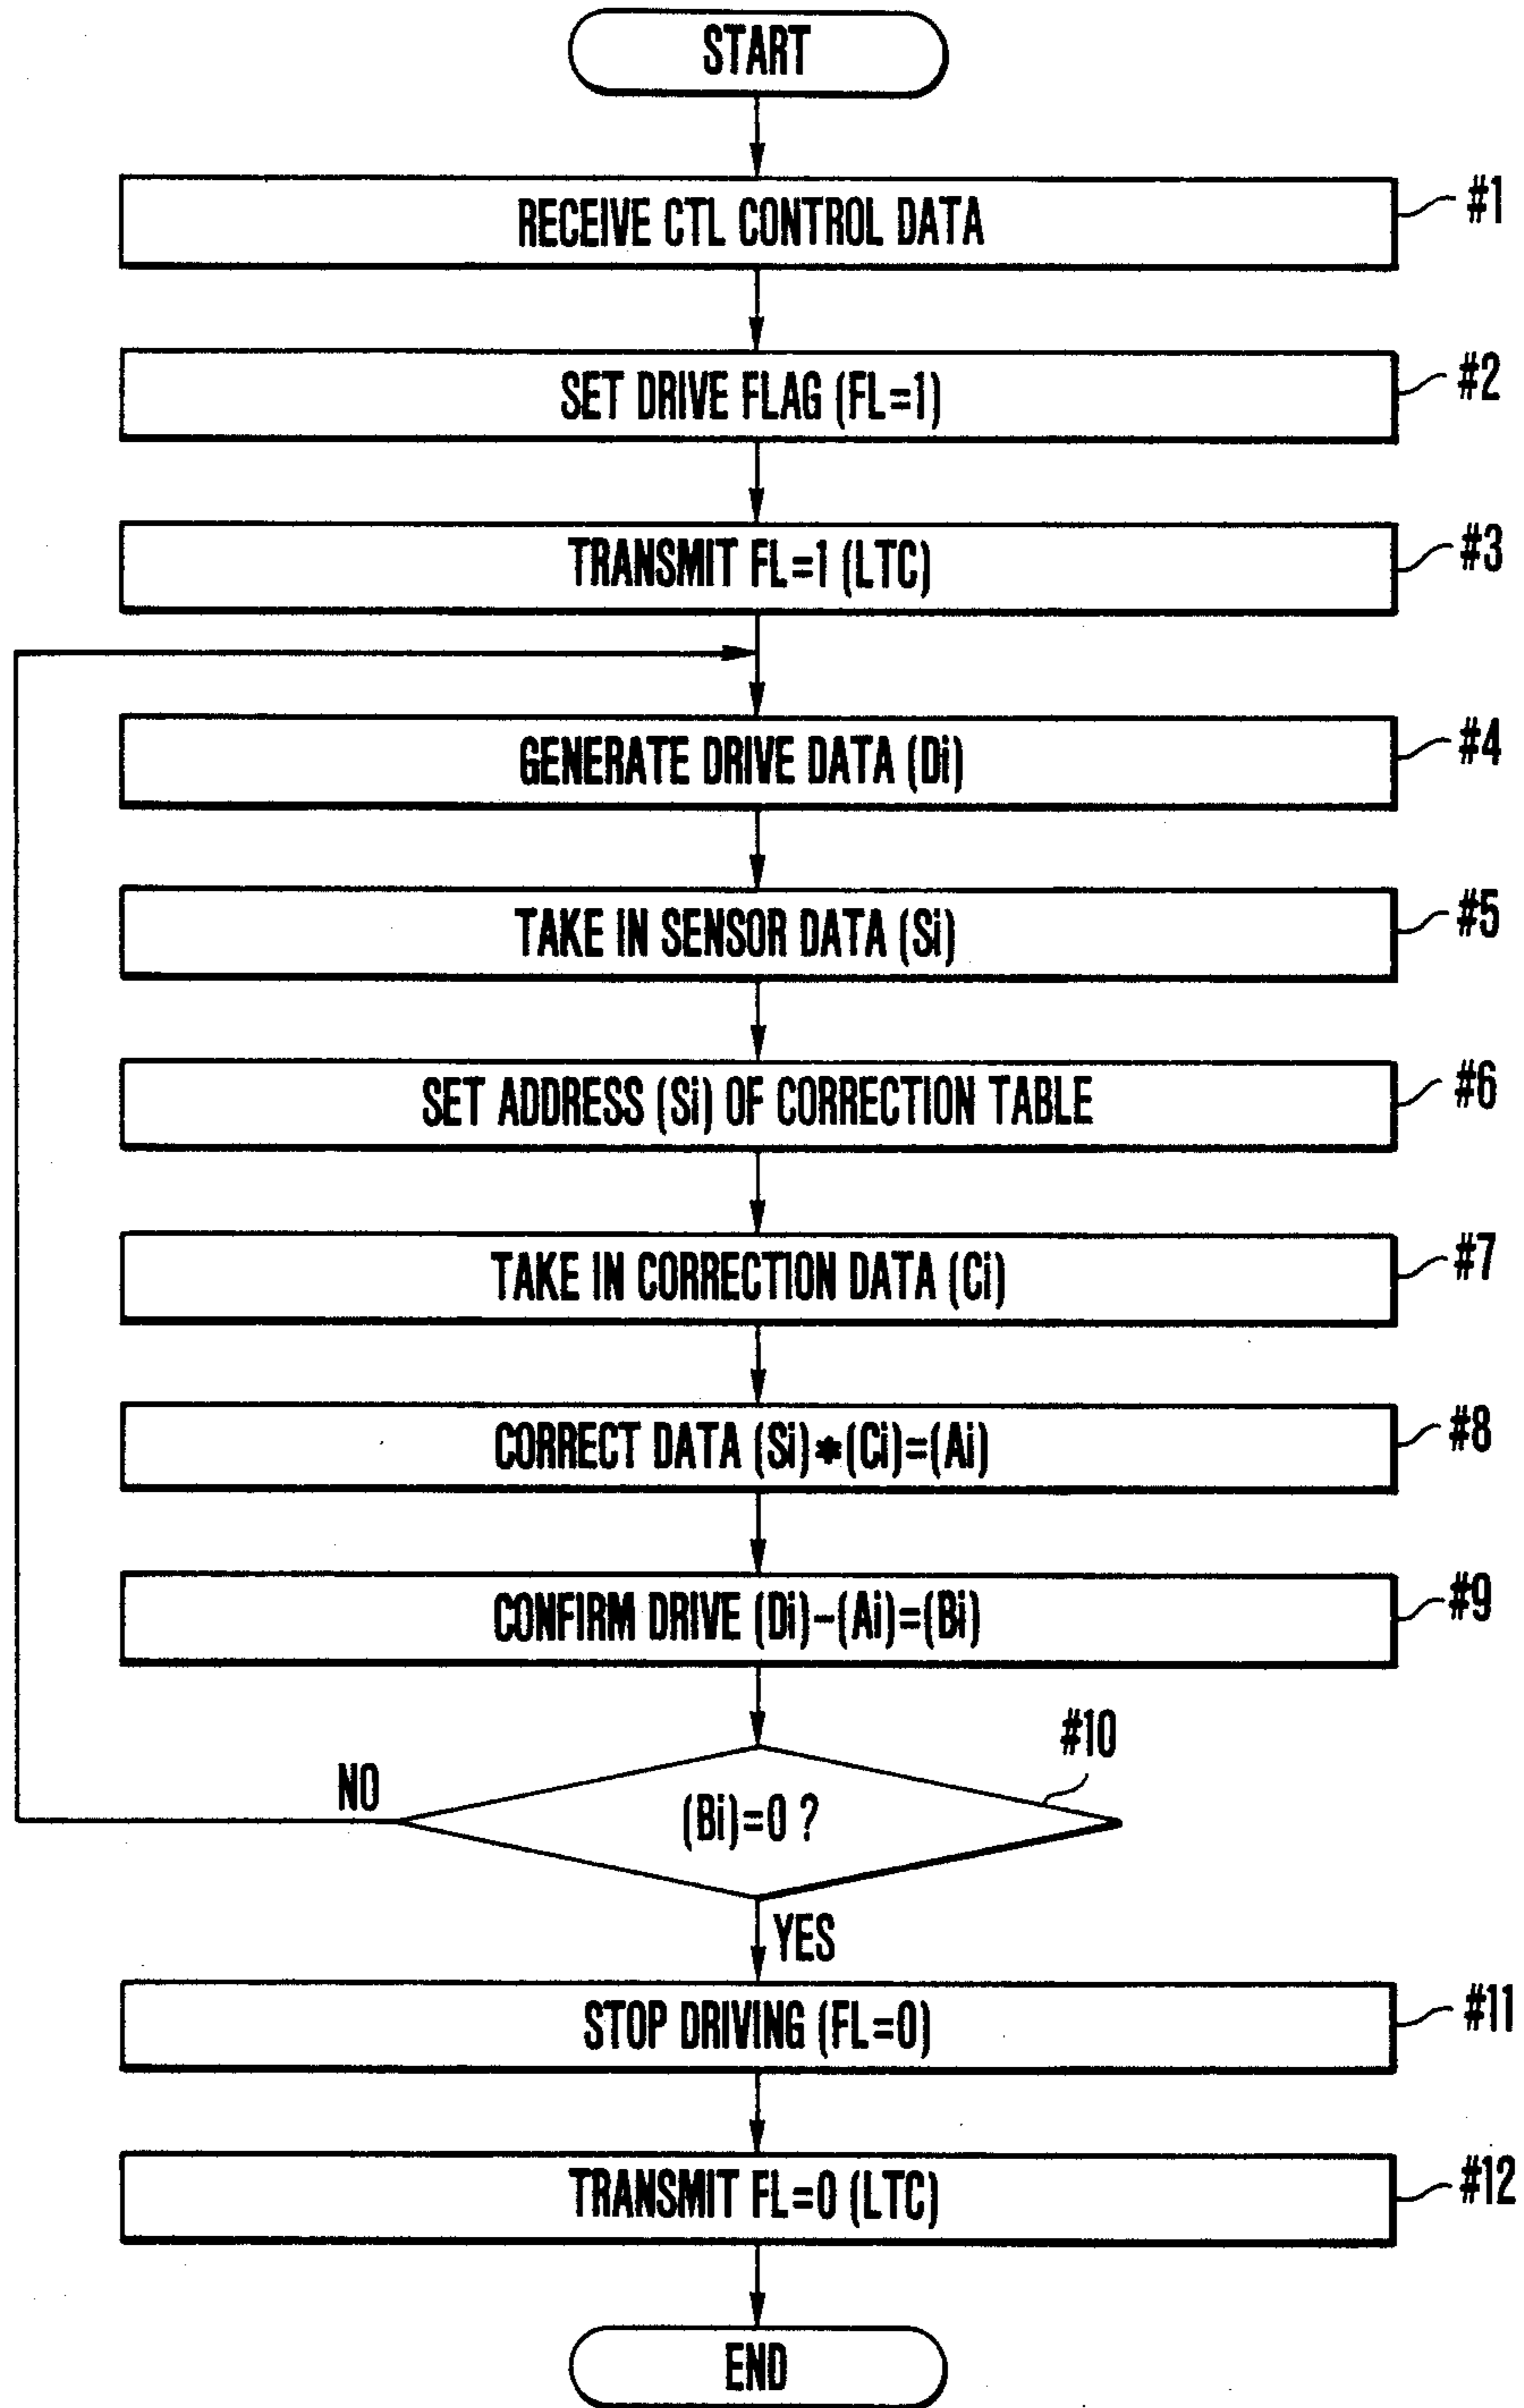 START
RECEIVE CTL CONTROL DATA
#1
SET DRIVE FLAG (FL=1)
#2
TRANSMIT FL=1 (LTC)
#3
GENERATE DRIVE DATA (Di)
#4
TAKE IN SENSOR DATA (Si)
#5
SET ADDRESS (Si) OF CORRECTION TABLE
#6
TAKE IN CORRECTION DATA (Ci)
#7
CORRECT DATA (Si)*(Ci)=(Ai)
#8
CONFIRM DRIVE (Di)-(Ai)=(Bi)
#9
#10
NO
(Bi)=0 ?
YES
STOP DRIVING (FL=0)
#11
TRANSMIT FL=0 (LTC)
#12
END